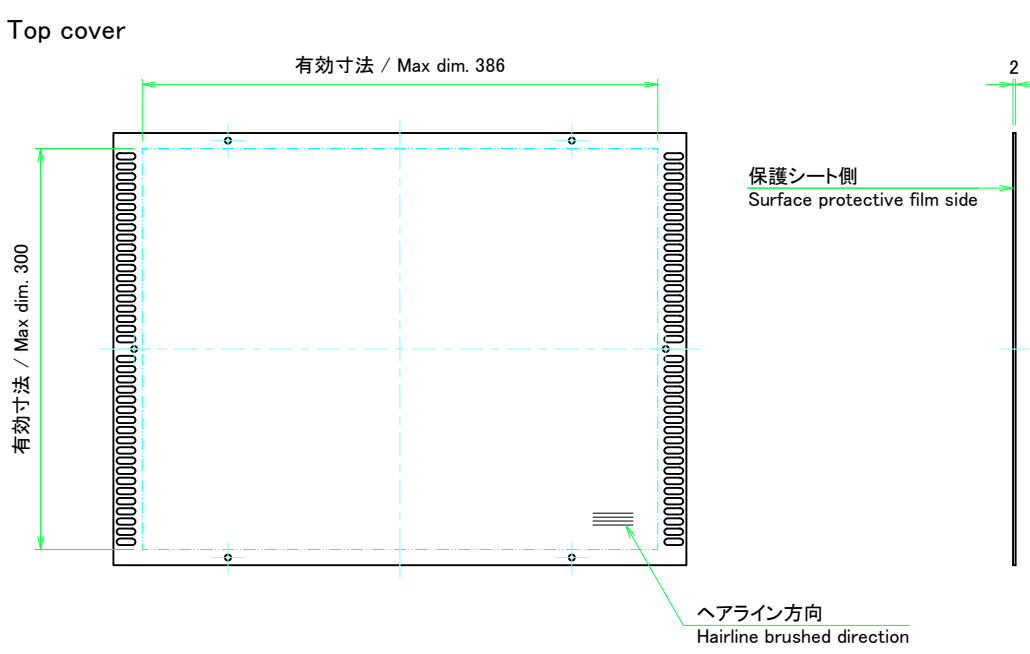 Top cover
有効寸法 / Max dim. 386
2
保護シート側
Surface protective film side
有効寸法 / Max dim. 300
ヘアライン方向
Hairline brushed direction